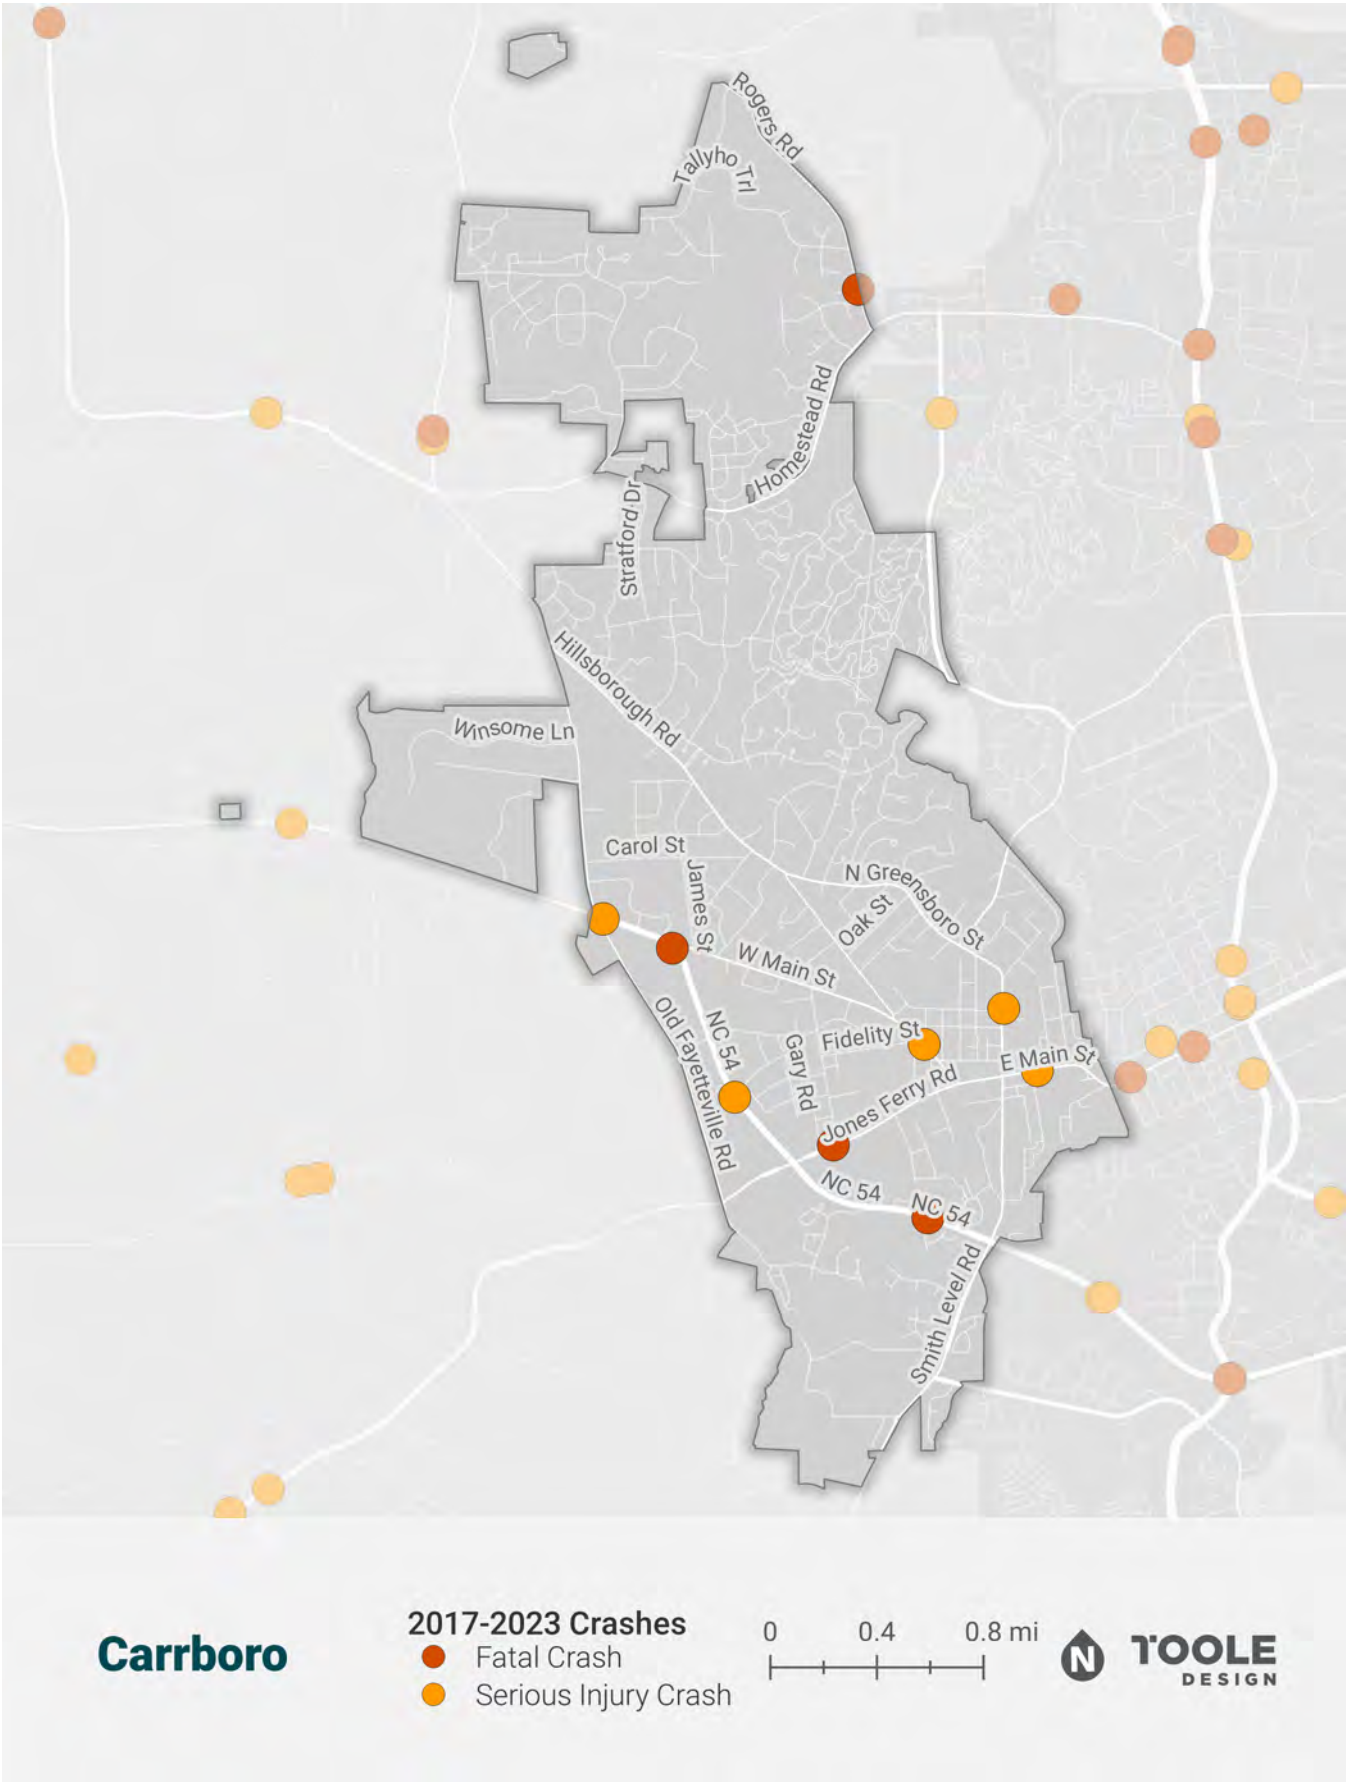 Rogers Rd
Tallyho Trl
Homestead Rd
Stratford Dr
Hillsborough Rd
Winsome Ln
Carol St
James St
N Greensboro St
Oak St
W Main St
Old Fayetteville Rd
NC 54
Gary Rd
Fidelity St
E Main St
Jones Ferry Rd
NC 54
NC 54
Smith Level Rd
Carrboro
2017-2023 Crashes
Fatal Crash
Serious Injury Crash
0 0.4 0.8 mi
N
TOOLE
DESIGN